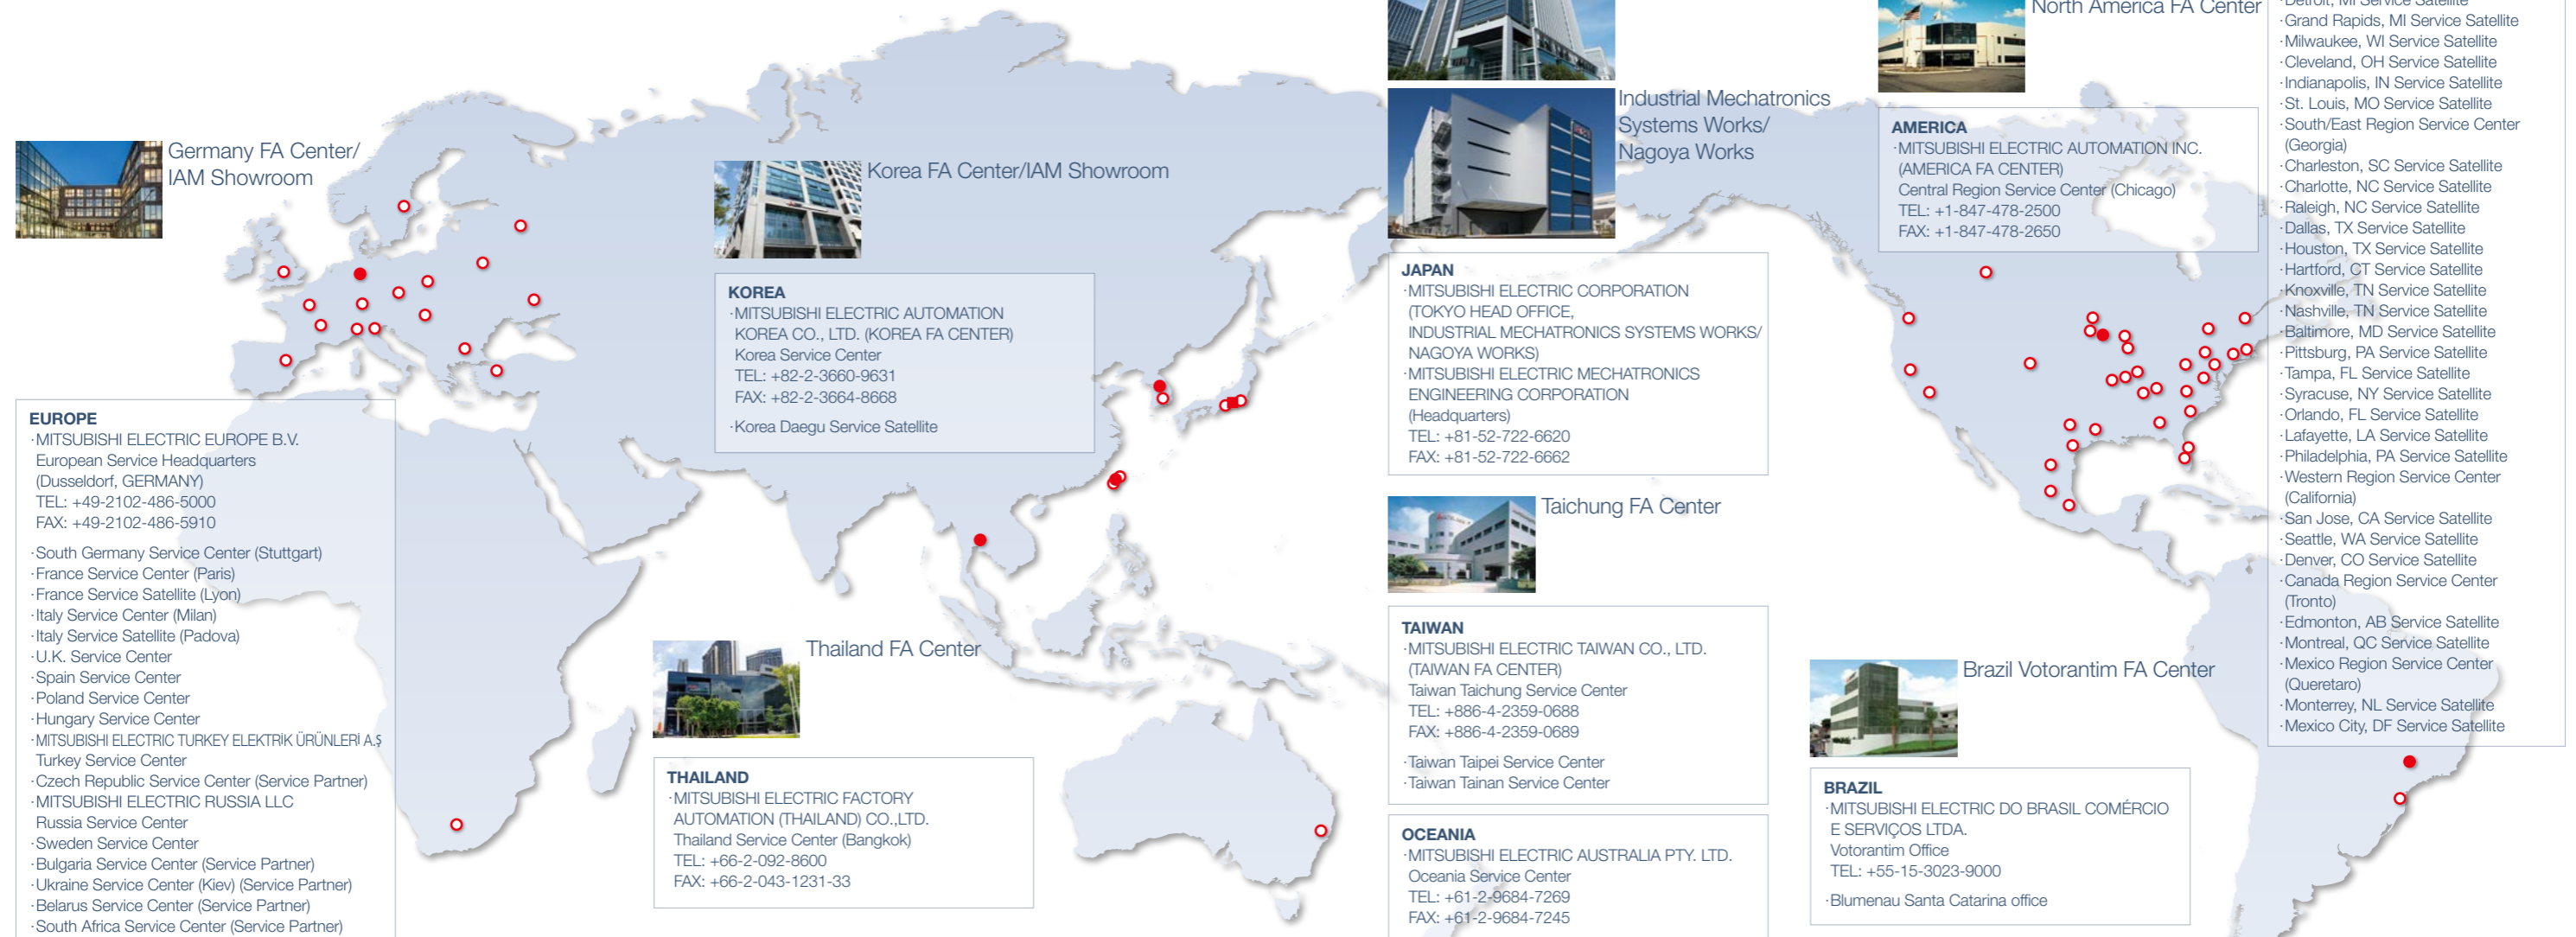 Germany FA Center/
IAM Showroom
EUROPE
·MITSUBISHI ELECTRIC EUROPE B.V.
European Service Headquarters
(Dusseldorf, GERMANY)
TEL: +49-2102-486-5000
FAX: +49-2102-486-5910
·South Germany Service Center (Stuttgart)
·France Service Center (Paris)
·France Service Satellite (Lyon)
·Italy Service Center (Milan)
·Italy Service Satellite (Padova)
·U.K. Service Center
·Spain Service Center
·Poland Service Center
·Hungary Service Center
·MITSUBISHI ELECTRIC TURKEY ELEKTRİK ÜRÜNLERİ A.Ş
Turkey Service Center
·Czech Republic Service Center (Service Partner)
·MITSUBISHI ELECTRIC RUSSIA LLC
Russia Service Center
·Sweden Service Center
·Bulgaria Service Center (Service Partner)
·Ukraine Service Center (Kiev) (Service Partner)
·Belarus Service Center (Service Partner)
·South Africa Service Center (Service Partner)
Korea FA Center/IAM Showroom
KOREA
·MITSUBISHI ELECTRIC AUTOMATION
KOREA CO., LTD. (KOREA FA CENTER)
Korea Service Center
TEL: +82-2-3660-9631
FAX: +82-2-3664-8668
·Korea Daegu Service Satellite
Thailand FA Center
THAILAND
·MITSUBISHI ELECTRIC FACTORY
AUTOMATION (THAILAND) CO.,LTD.
Thailand Service Center (Bangkok)
TEL: +66-2-092-8600
FAX: +66-2-043-1231-33
Industrial Mechatronics
Systems Works/
Nagoya Works
JAPAN
·MITSUBISHI ELECTRIC CORPORATION
(TOKYO HEAD OFFICE,
INDUSTRIAL MECHATRONICS SYSTEMS WORKS/
NAGOYA WORKS)
·MITSUBISHI ELECTRIC MECHATRONICS
ENGINEERING CORPORATION
(Headquarters)
TEL: +81-52-722-6620
FAX: +81-52-722-6662
Taichung FA Center
TAIWAN
·MITSUBISHI ELECTRIC TAIWAN CO., LTD.
(TAIWAN FA CENTER)
Taiwan Taichung Service Center
TEL: +886-4-2359-0688
FAX: +886-4-2359-0689
·Taiwan Taipei Service Center
·Taiwan Tainan Service Center
OCEANIA
·MITSUBISHI ELECTRIC AUSTRALIA PTY. LTD.
Oceania Service Center
TEL: +61-2-9684-7269
FAX: +61-2-9684-7245
North America FA Center
AMERICA
·MITSUBISHI ELECTRIC AUTOMATION INC.
(AMERICA FA CENTER)
Central Region Service Center (Chicago)
TEL: +1-847-478-2500
FAX: +1-847-478-2650
Brazil Votorantim FA Center
BRAZIL
·MITSUBISHI ELECTRIC DO BRASIL COMÉRCIO
E SERVIÇOS LTDA.
Votorantim Office
TEL: +55-15-3023-9000
·Blumenau Santa Catarina office
·Detroit, MI Service Satellite
·Grand Rapids, MI Service Satellite
·Milwaukee, WI Service Satellite
·Cleveland, OH Service Satellite
·Indianapolis, IN Service Satellite
·St. Louis, MO Service Satellite
·South/East Region Service Center
(Georgia)
·Charleston, SC Service Satellite
·Charlotte, NC Service Satellite
·Raleigh, NC Service Satellite
·Dallas, TX Service Satellite
·Houston, TX Service Satellite
·Hartford, CT Service Satellite
·Knoxville, TN Service Satellite
·Nashville, TN Service Satellite
·Baltimore, MD Service Satellite
·Pittsburg, PA Service Satellite
·Tampa, FL Service Satellite
·Syracuse, NY Service Satellite
·Orlando, FL Service Satellite
·Lafayette, LA Service Satellite
·Philadelphia, PA Service Satellite
·Western Region Service Center
(California)
·San Jose, CA Service Satellite
·Seattle, WA Service Satellite
·Denver, CO Service Satellite
·Canada Region Service Center
(Tronto)
·Edmonton, AB Service Satellite
·Montreal, QC Service Satellite
·Mexico Region Service Center
(Queretaro)
·Monterrey, NL Service Satellite
·Mexico City, DF Service Satellite